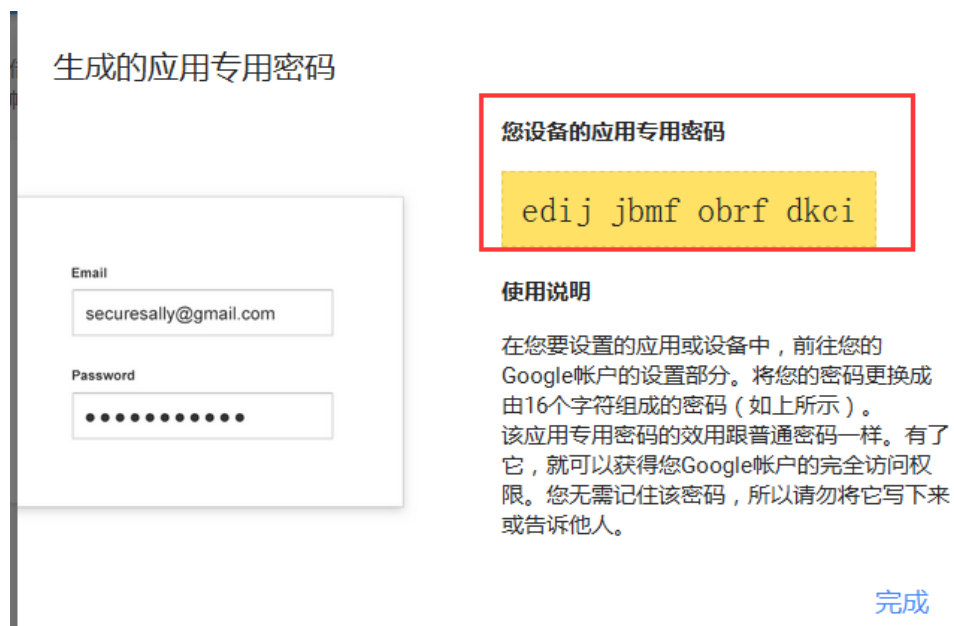 生成的应用专用密码
您设备的应用专用密码
edij jbmf obrf dkci
Email
securesally@gmail.com
Password
●●●●●●●●●●●
使用说明
在您要设置的应用或设备中，前往您的
Google帐户的设置部分。将您的密码更换成
由16个字符组成的密码（如上所示）。
该应用专用密码的效用跟普通密码一样。有了
它，就可以获得您Google帐户的完全访问权
限。您无需记住该密码，所以请勿将它写下来
或告诉他人。
完成